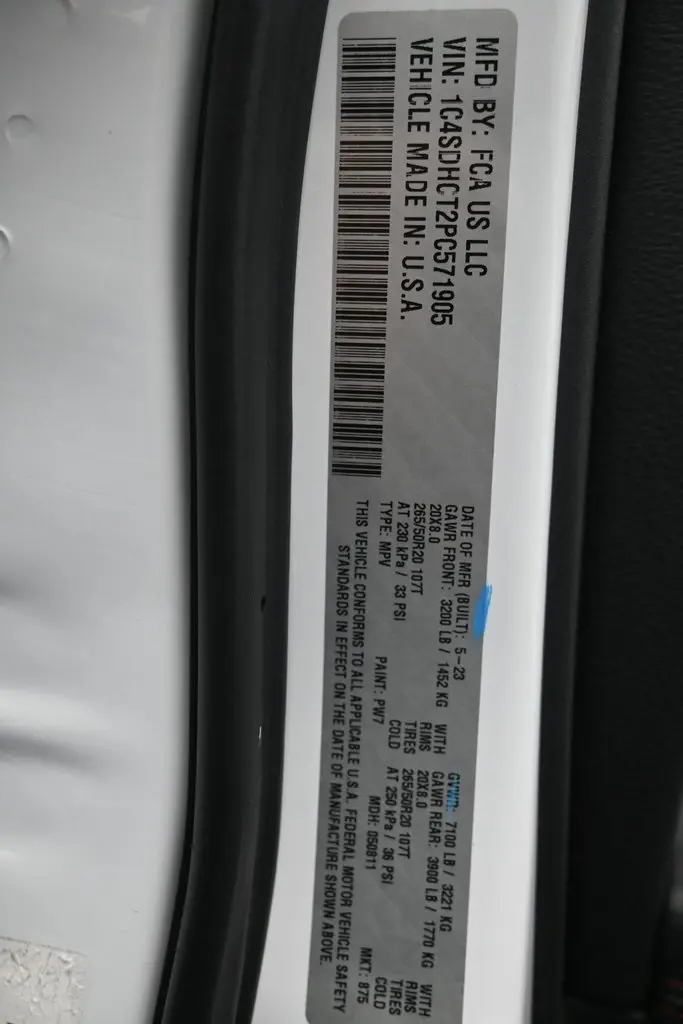 MFD BY: FCA US LLC
VIN: 1C4SDHCT2PC571905
VEHICLE MADE IN: U.S.A.
DATE OF MFR (BUILT): 5-23 GVWR: 7100 LB / 3221 KG
GAWR FRONT: 3200 LB / 1452 KG WITH GAWR REAR: 3900 LB / 1770 KG WITH
20X8.0 RIMS 20X8.0 RIMS
265/50R20 107T TIRES 265/50R20 107T TIRES
AT 230 kPa / 33 PSI COLD AT 250 kPa / 36 PSI COLD
TYPE: MPV PAINT: PW7 MDH: 050811 MKT: 875
THIS VEHICLE CONFORMS TO ALL APPLICABLE U.S.A. FEDERAL MOTOR VEHICLE SAFETY
STANDARDS IN EFFECT ON THE DATE OF MANUFACTURE SHOWN ABOVE.